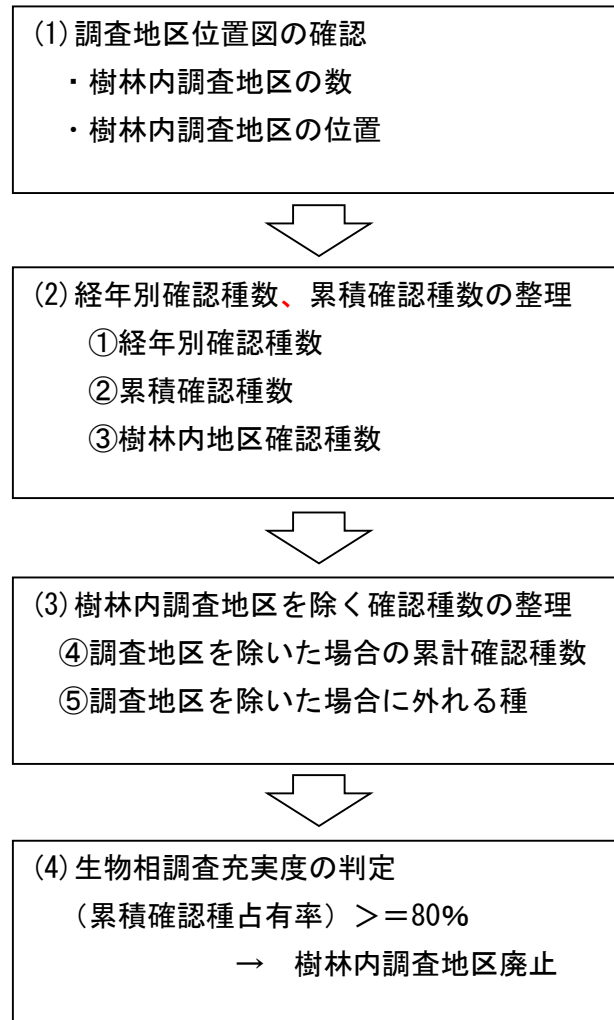 (1)調査地区位置図の確認
・樹林内調査地区の数
・樹林内調査地区の位置
(2)経年別確認種数、累積確認種数の整理
①経年別確認種数
②累積確認種数
③樹林内地区確認種数
(3)樹林内調査地区を除く確認種数の整理
④調査地区を除いた場合の累計確認種数
⑤調査地区を除いた場合に外れる種
(4)生物相調査充実度の判定
（累積確認種占有率）＞＝80%
→　樹林内調査地区廃止